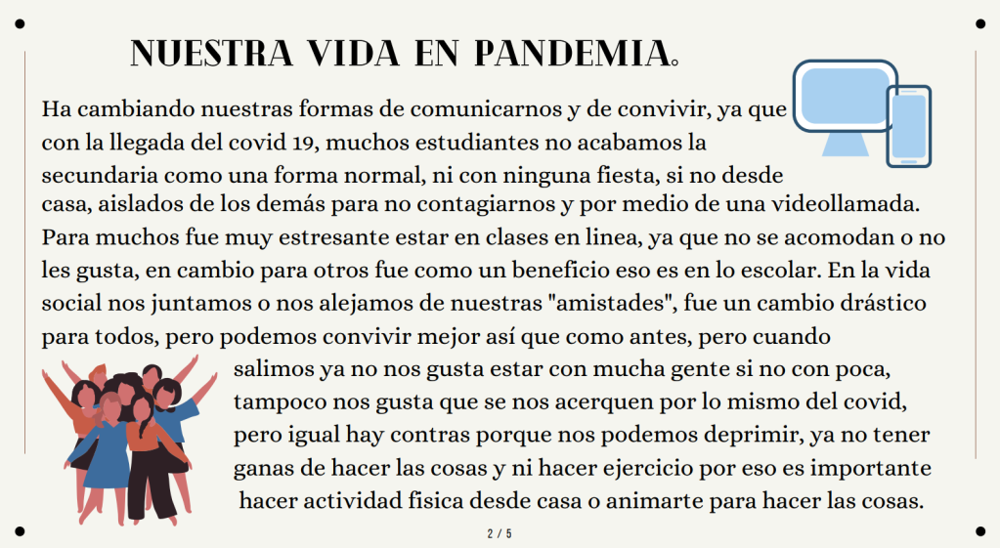 NUESTRA VIDA EN PANDEMIA.
Ha cambiando nuestras formas de comunicarnos y de convivir, ya que
con la llegada del covid 19, muchos estudiantes no acabamos la
secundaria como una forma normal, ni con ninguna fiesta, si no desde
casa, aislados de los demás para no contagiarnos y por medio de una videollamada.
Para muchos fue muy estresante estar en clases en linea, ya que no se acomodan o no
les gusta, en cambio para otros fue como un beneficio eso es en lo escolar. En la vida
social nos juntamos o nos alejamos de nuestras "amistades", fue un cambio drástico
para todos, pero podemos convivir mejor así que como antes, pero cuando
salimos ya no nos gusta estar con mucha gente si no con poca,
tampoco nos gusta que se nos acerquen por lo mismo del covid,
pero igual hay contras porque nos podemos deprimir, ya no tener
ganas de hacer las cosas y ni hacer ejercicio por eso es importante
hacer actividad fisica desde casa o animarte para hacer las cosas.
2 / 5